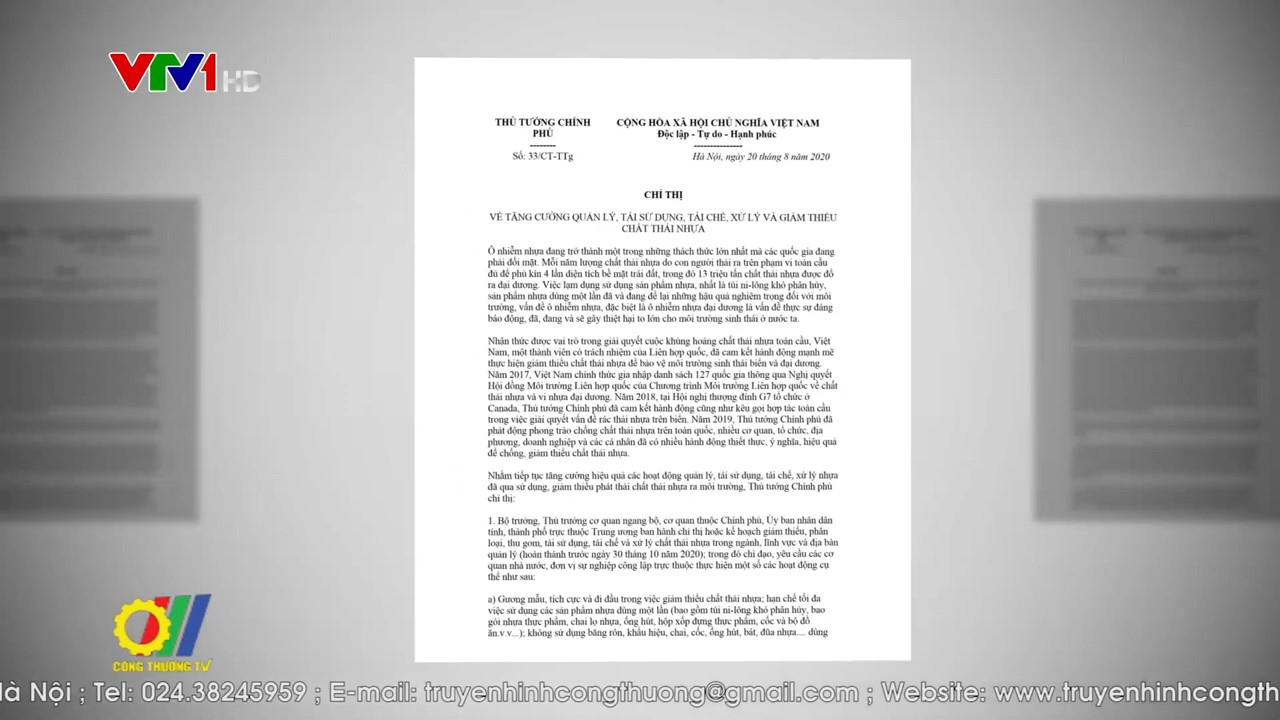 VTV1 HD
THỦ TƯỚNG CHÍNH
PHỦ
--------
Số: 33/CT-TTg
CỘNG HÒA XÃ HỘI CHỦ NGHĨA VIỆT NAM
Độc lập - Tự do - Hạnh phúc
---------------
Hà Nội, ngày 20 tháng 8 năm 2020
CHỈ THỊ
VỀ TĂNG CƯỜNG QUẢN LÝ, TÁI SỬ DỤNG, TÁI CHẾ, XỬ LÝ VÀ GIẢM THIỂU
CHẤT THẢI NHỰA
Ô nhiễm nhựa đang trở thành một trong những thách thức lớn nhất mà các quốc gia đang
phải đối mặt. Mỗi năm lượng chất thải nhựa do con người thải ra trên phạm vi toàn cầu
đủ để phủ kín 4 lần diện tích bề mặt trái đất, trong đó 13 triệu tấn chất thải nhựa được đổ
ra đại dương. Việc lạm dụng sử dụng sản phẩm nhựa, nhất là túi ni-lông khó phân hủy,
sản phẩm nhựa dùng một lần đã và đang để lại những hậu quả nghiêm trọng đối với môi
trường, vấn đề ô nhiễm nhựa, đặc biệt là ô nhiễm nhựa đại dương là vấn đề thực sự đáng
báo động, đã, đang và sẽ gây thiệt hại to lớn cho môi trường sinh thái ở nước ta.
Nhận thức được vai trò trong giải quyết cuộc khủng hoảng chất thải nhựa toàn cầu, Việt
Nam, một thành viên có trách nhiệm của Liên hợp quốc, đã cam kết hành động mạnh mẽ
thực hiện giảm thiểu chất thải nhựa để bảo vệ môi trường sinh thái biển và đại dương.
Năm 2017, Việt Nam chính thức gia nhập danh sách 127 quốc gia thông qua Nghị quyết
Hội đồng Môi trường Liên hợp quốc của Chương trình Môi trường Liên hợp quốc về chất
thải nhựa và vi nhựa đại dương. Năm 2018, tại Hội nghị thượng đỉnh G7 tổ chức ở
Canada, Thủ tướng Chính phủ đã cam kết hành động cũng như kêu gọi hợp tác toàn cầu
trong việc giải quyết vấn đề rác thải nhựa trên biển. Năm 2019, Thủ tướng Chính phủ đã
phát động phong trào chống chất thải nhựa trên toàn quốc, nhiều cơ quan, tổ chức, địa
phương, doanh nghiệp và các cá nhân đã có nhiều hành động thiết thực, ý nghĩa, hiệu quả
để chống, giảm thiểu chất thải nhựa.
Nhằm tiếp tục tăng cường hiệu quả các hoạt động quản lý, tái sử dụng, tái chế, xử lý nhựa
đã qua sử dụng, giảm thiểu phát thải chất thải nhựa ra môi trường, Thủ tướng Chính phủ
chỉ thị:
1. Bộ trưởng, Thủ trưởng cơ quan ngang bộ, cơ quan thuộc Chính phủ, Ủy ban nhân dân
tỉnh, thành phố trực thuộc Trung ương ban hành chỉ thị hoặc kế hoạch giảm thiểu, phân
loại, thu gom, tái sử dụng, tái chế và xử lý chất thải nhựa trong ngành, lĩnh vực và địa bàn
quản lý (hoàn thành trước ngày 30 tháng 10 năm 2020); trong đó chỉ đạo, yêu cầu các cơ
quan nhà nước, đơn vị sự nghiệp công lập trực thuộc thực hiện một số các hoạt động cụ
thể như sau:
a) Gương mẫu, tích cực và đi đầu trong việc giảm thiểu chất thải nhựa; hạn chế tối đa
việc sử dụng các sản phẩm nhựa dùng một lần (bao gồm túi ni-lông khó phân hủy, bao
gói nhựa thực phẩm, chai lọ nhựa, ống hút, hộp xốp đựng thực phẩm, cốc và bộ đồ
ăn.v.v...); không sử dụng băng rôn, khẩu hiệu, chai, cốc, ống hút, bát, đũa nhựa.... dùng
CÔNG THƯƠNG TV
Hà Nội ; Tel: 024.38245959 ; E-mail: truyenhinhcongthuong@gmail.com ; Website: www.truyenhinhcongth